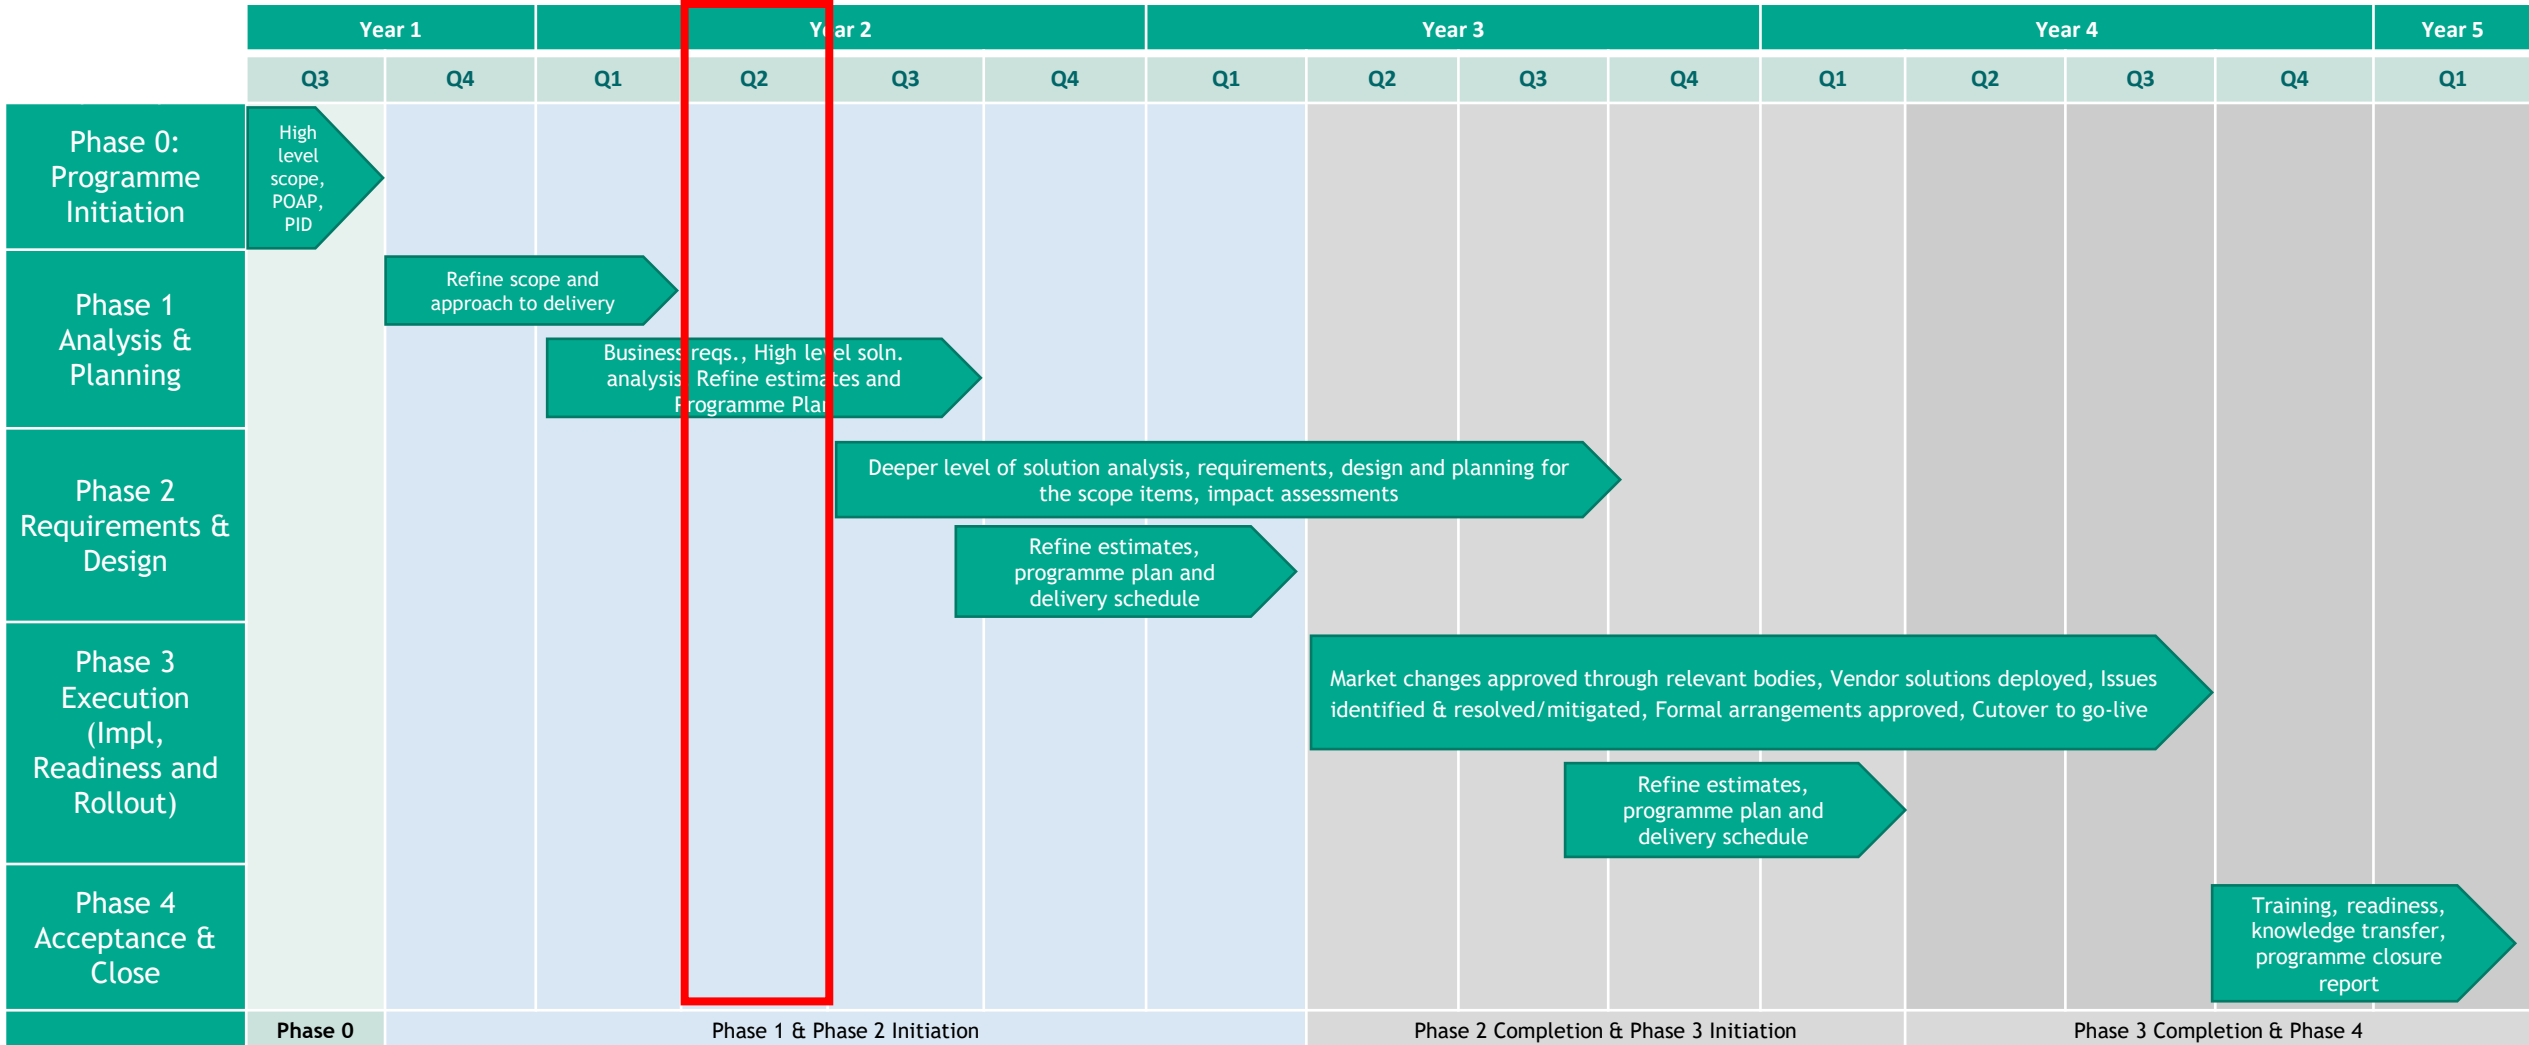 Year 1
Year 2
Year 3
Year 4
Year 5
Q3
Q4
Q1
Q2
Q3
Q4
Q1
Q2
Q3
Q4
Q1
Q2
Q3
Q4
Q1
Phase 0:
Programme
Initiation
High
level
scope,
POAP,
PID
Phase 1
Analysis &
Planning
Refine scope and
approach to delivery
Business reqs., High level soln.
analysis, Refine estimates and
Programme Plan
Phase 2
Requirements &
Design
Deeper level of solution analysis, requirements, design and planning for
the scope items, impact assessments
Refine estimates,
programme plan and
delivery schedule
Phase 3
Execution
(Impl,
Readiness and
Rollout)
Market changes approved through relevant bodies, Vendor solutions deployed, Issues
identified & resolved/mitigated, Formal arrangements approved, Cutover to go-live
Refine estimates,
programme plan and
delivery schedule
Phase 4
Acceptance &
Close
Training, readiness,
knowledge transfer,
programme closure
report
Phase 0
Phase 1 & Phase 2 Initiation
Phase 2 Completion & Phase 3 Initiation
Phase 3 Completion & Phase 4